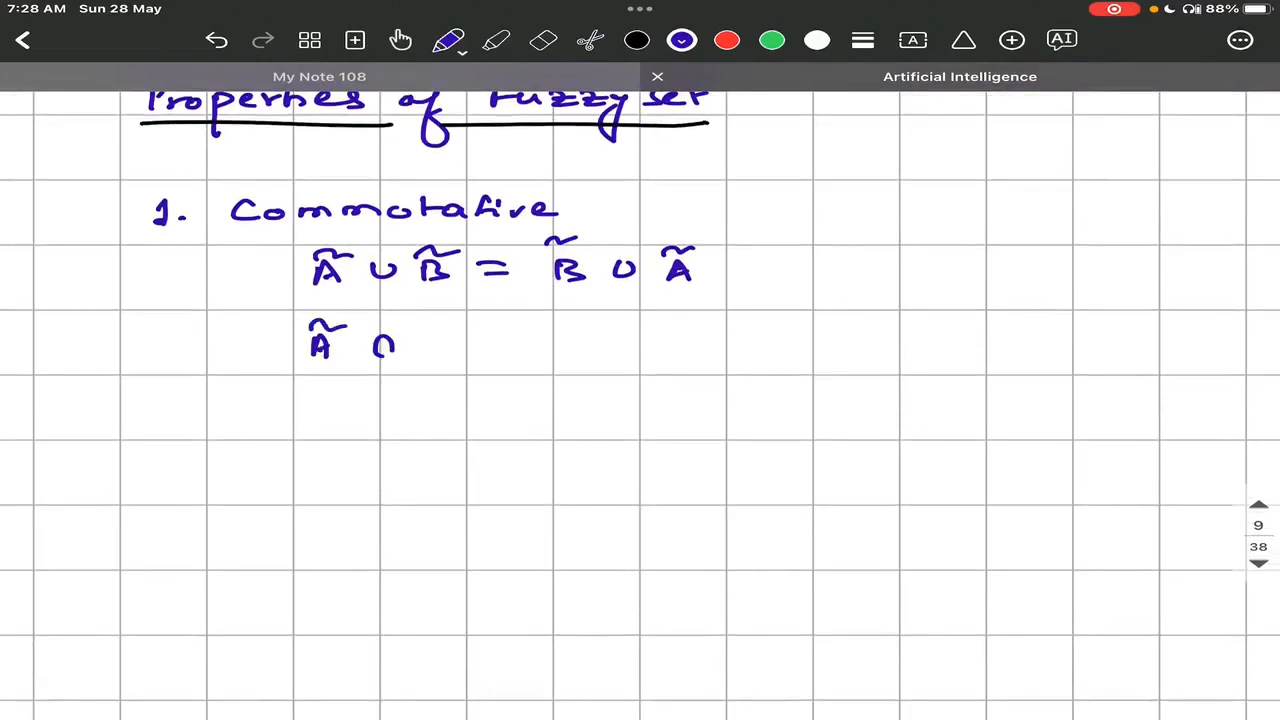 7:28 AM Sun 28 May
88%
My Note 108
Artificial Intelligence
Properties of Fuzzy set
1. Commotative
Ã ∪ B̃ = B̃ ∪ Ã
Ã ∩
9
38